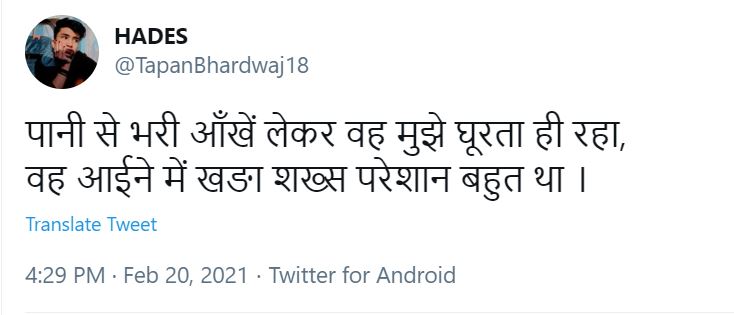 HADES
@TapanBhardwaj18
पानी से भरी आँखें लेकर वह मुझे घूरता ही रहा,
वह आईने में खङा शख्स परेशान बहुत था ।
Translate Tweet
4:29 PM · Feb 20, 2021 · Twitter for Android